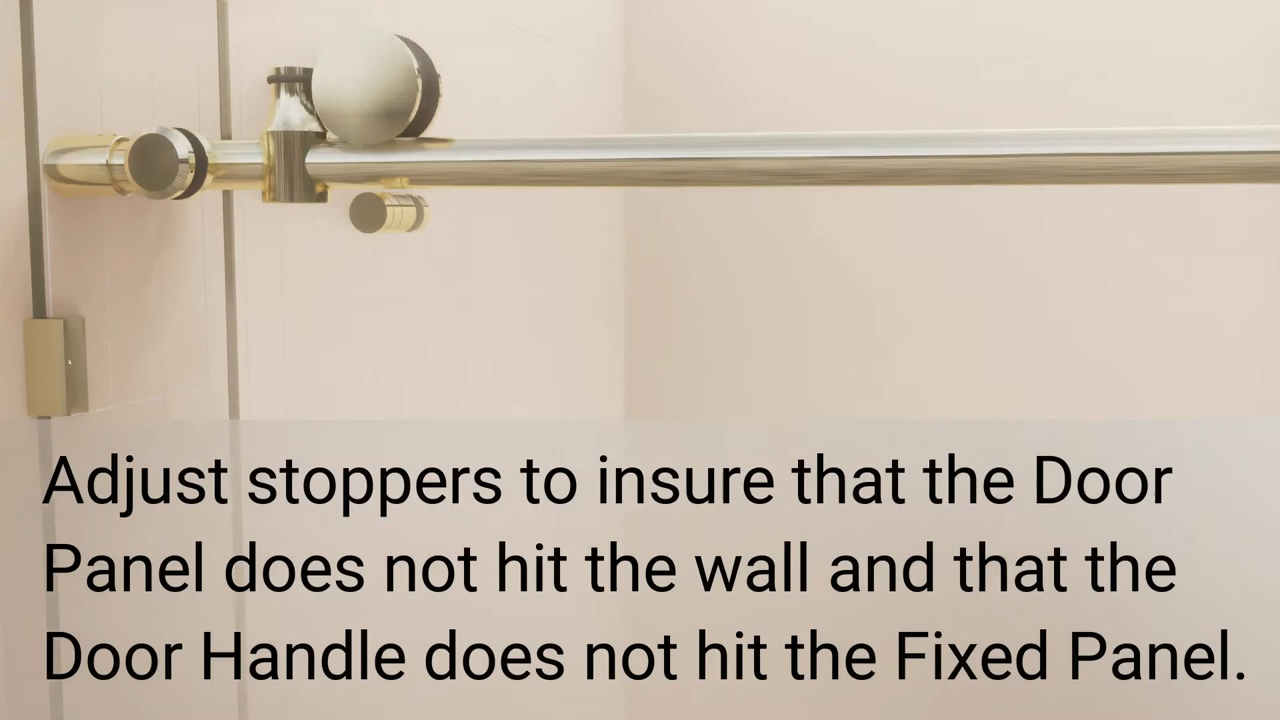 Adjust stoppers to insure that the Door
Panel does not hit the wall and that the
Door Handle does not hit the Fixed Panel.